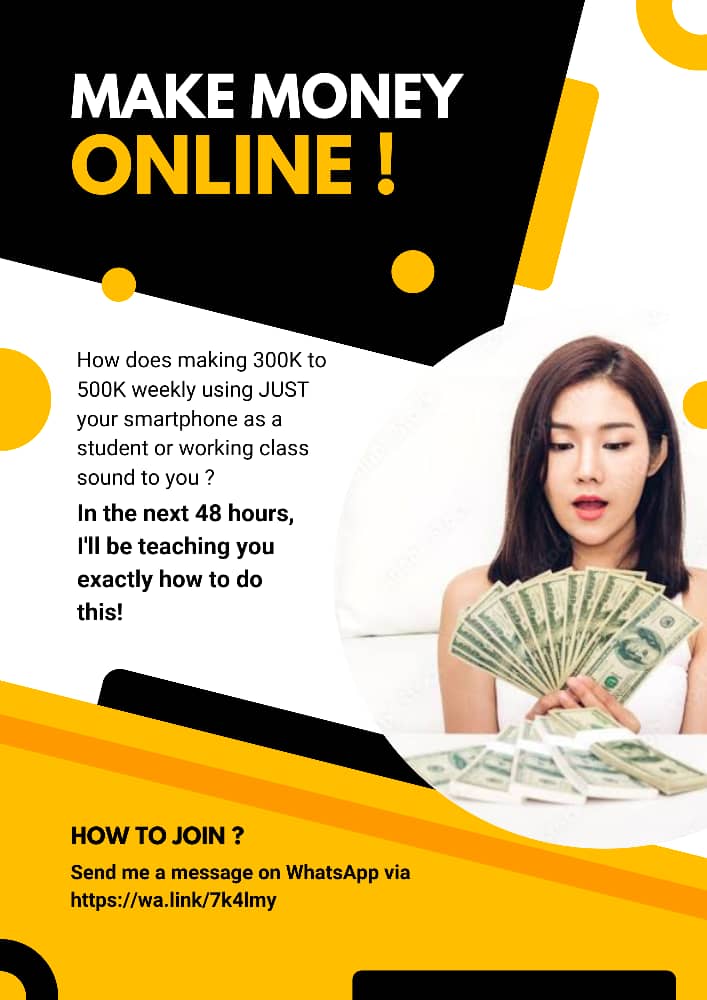 MAKE MONEY
ONLINE !
How does making 300K to
500K weekly using JUST
your smartphone as a
student or working class
sound to you ?
In the next 48 hours,
I'll be teaching you
exactly how to do
this!
HOW TO JOIN ?
Send me a message on WhatsApp via
https://wa.link/7k4lmy